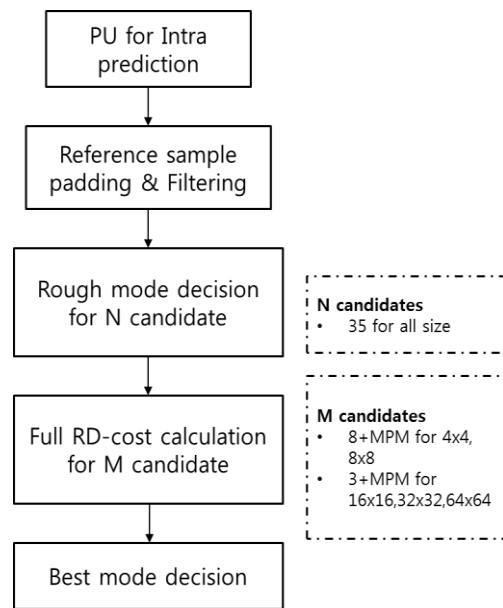 PU for Intra
prediction
Reference sample
padding & Filtering
Rough mode decision
for N candidate
N candidates
• 35 for all size
Full RD-cost calculation
for M candidate
M candidates
• 8+MPM for 4x4,
8x8
• 3+MPM for
16x16,32x32,64x64
Best mode decision